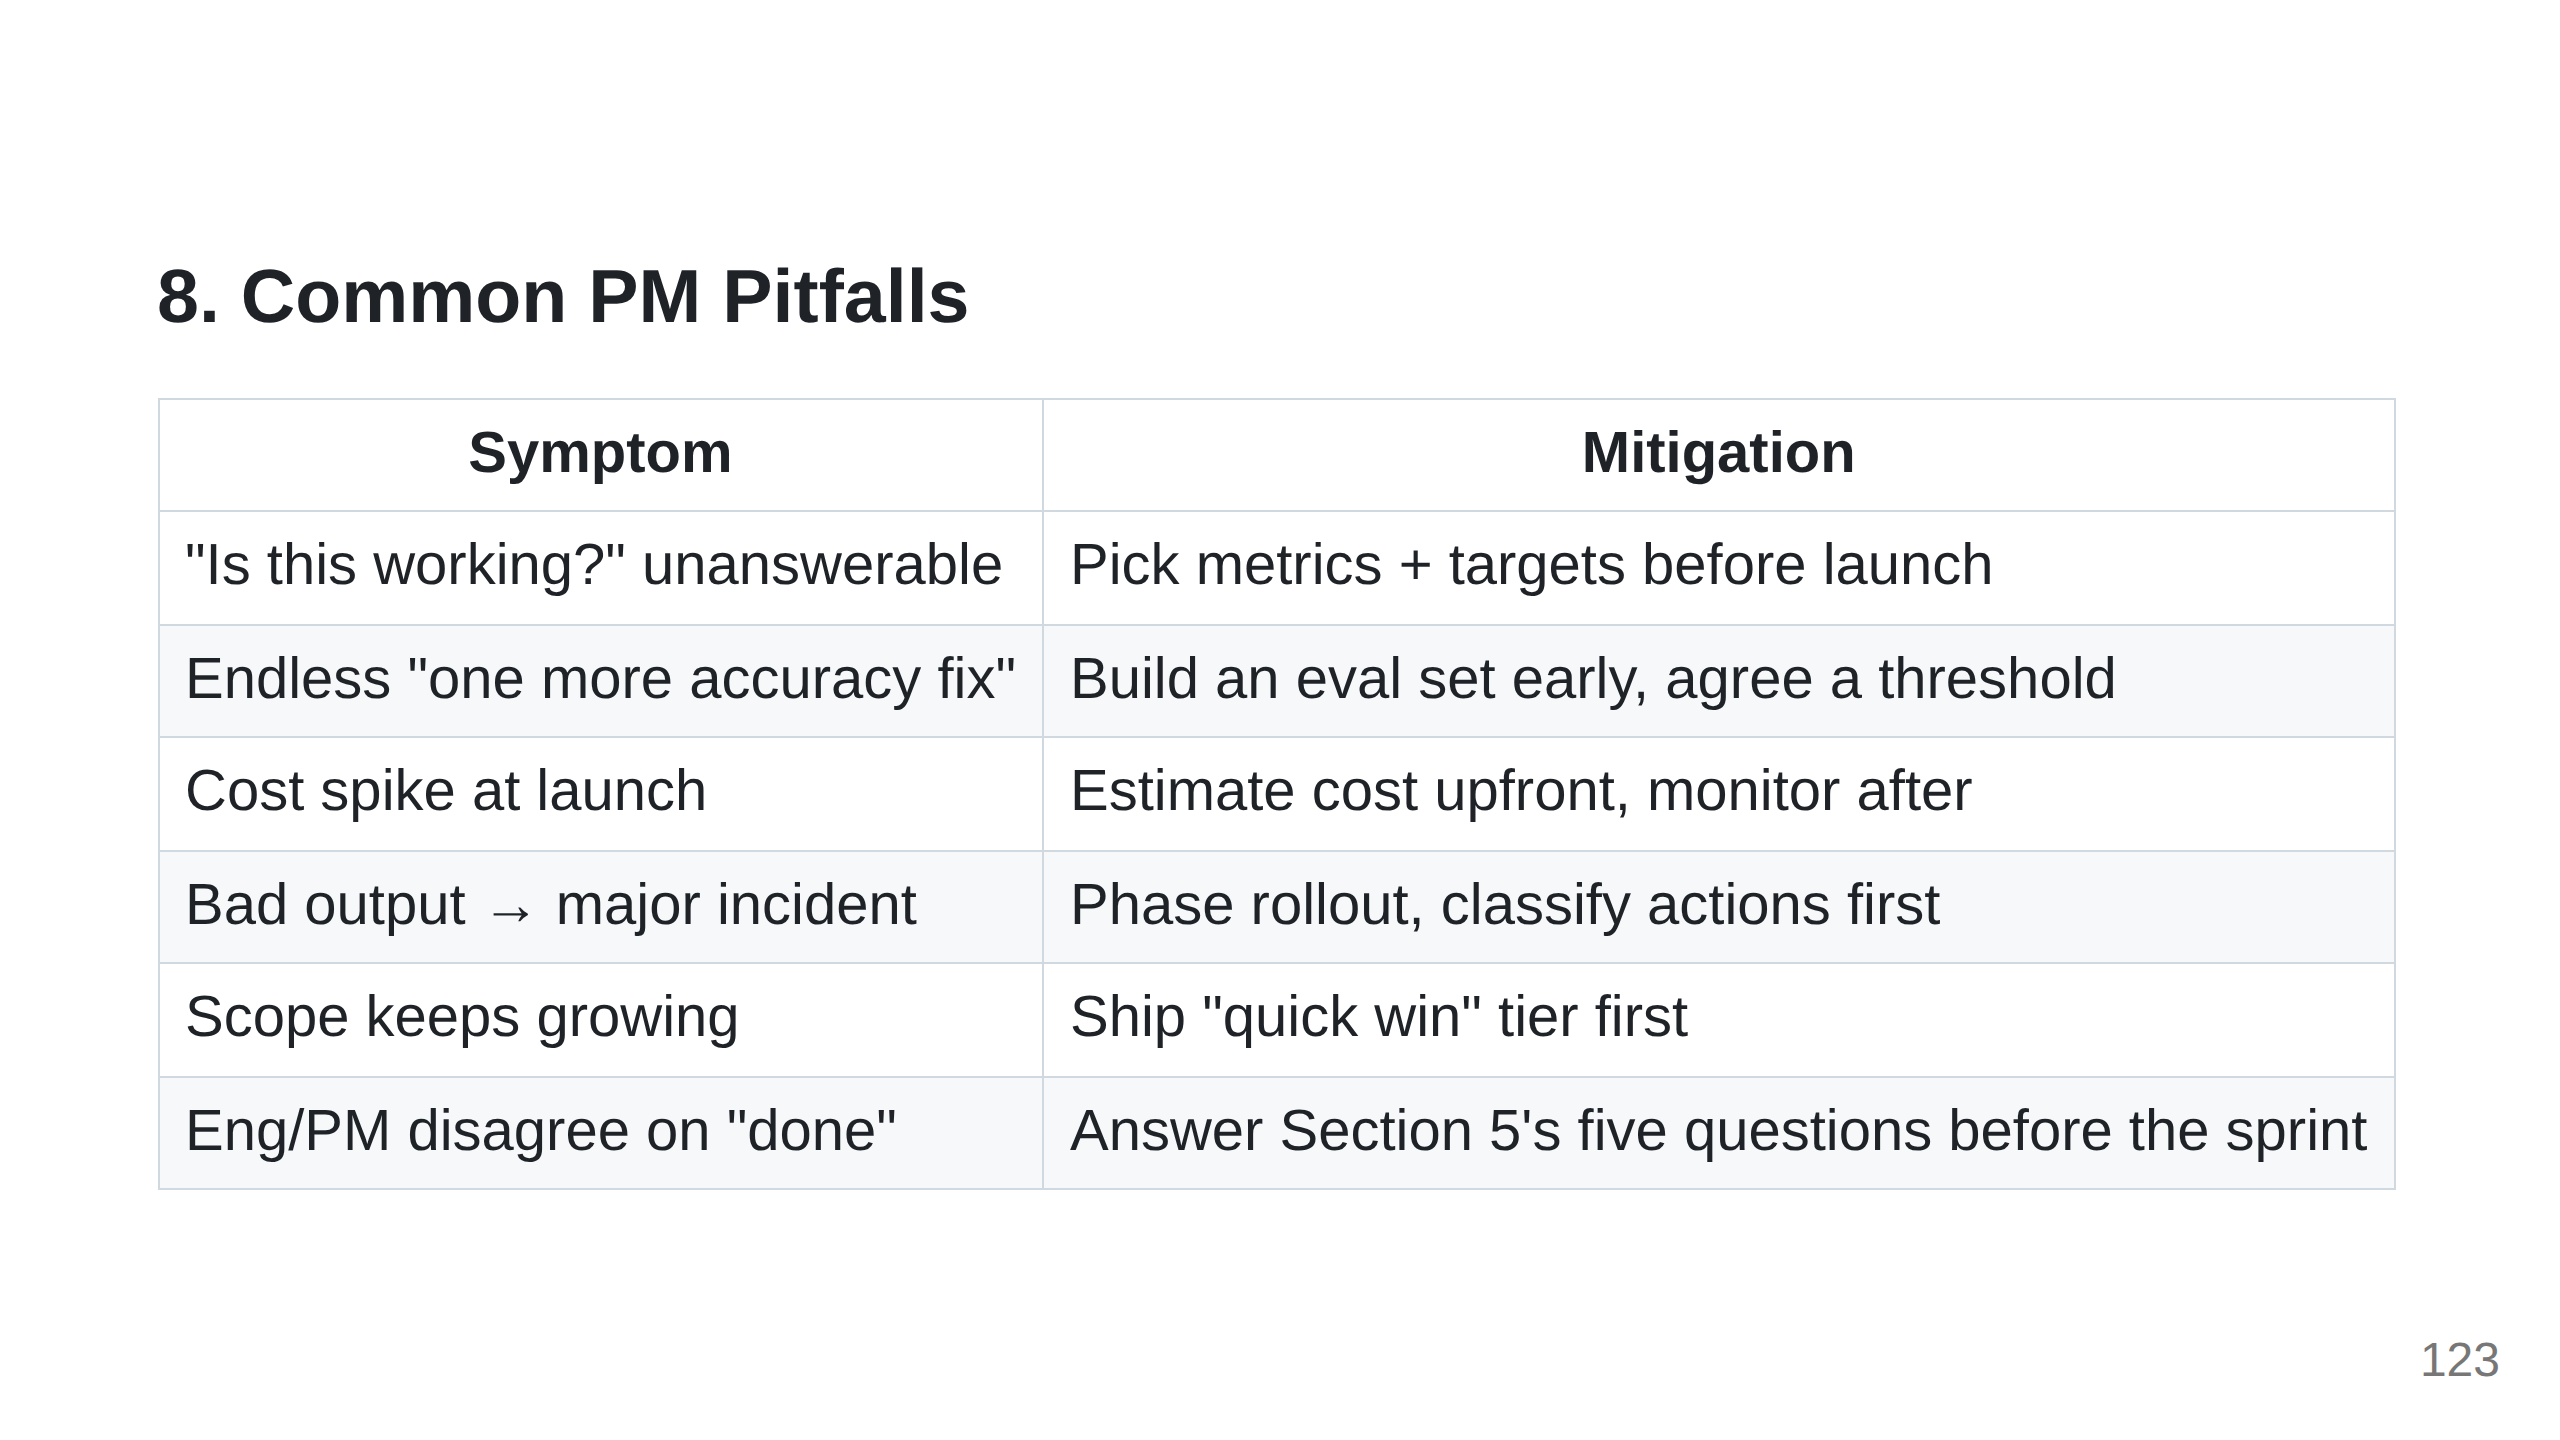 8. Common PM Pitfalls
Symptom Mitigation
"Is this working?" unanswerable Pick metrics + targets before launch
Endless "one more accuracy fix" Build an eval set early, agree a threshold
Cost spike at launch Estimate cost upfront, monitor after
Bad output → major incident Phase rollout, classify actions first
Scope keeps growing Ship "quick win" tier first
Eng/PM disagree on "done" Answer Section 5's five questions before the sprint
123